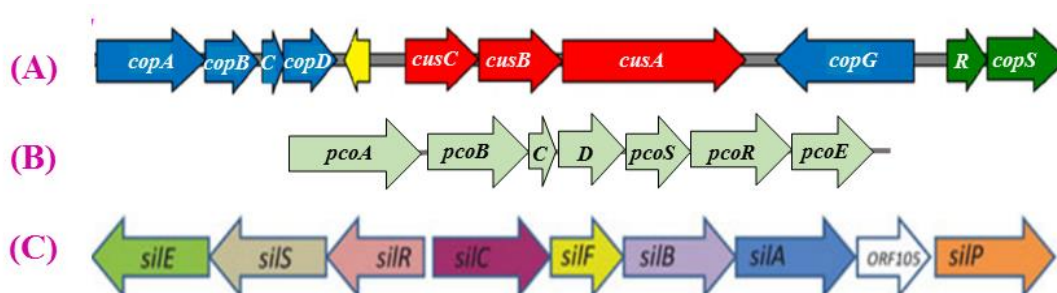 (A) copA copB C copD cusC cusB cusA copG R copS
(B) pcoA pcoB C D pcoS pcoR pcoE
(C) silE silS silR silC silF silB silA ORF105 silP